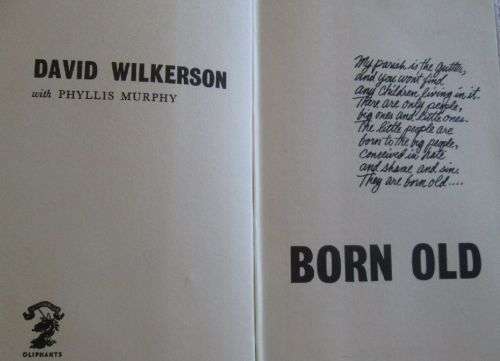 DAVID WILKERSON
with PHYLLIS MURPHY
OLIPHANTS
My parish is the gutter,
and you won't find
any children living in it.
There are only people,
big ones and little ones.
The little people are
born to the big people,
conceived in hate
and shame and sin.
They are born old....
BORN OLD